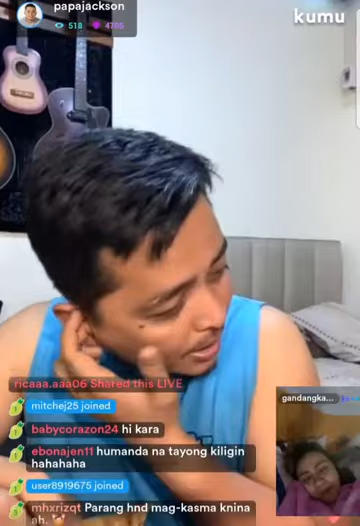 papajackson
518 4765
kumu
ricaaa.aaa06 Shared this LIVE
gandangka...
mitchej25 joined
babycorazon24 hi kara
ebonajen11 humanda na tayong kiligin
hahahaha
user8919675 joined
mhxrizqt Parang hnd mag-kasma knina
ah.